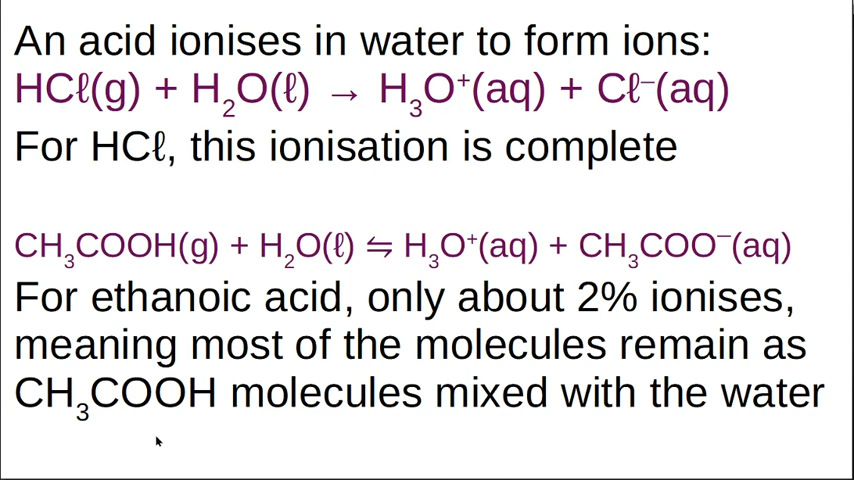 An acid ionises in water to form ions:
HCℓ(g) + H₂O(ℓ) → H₃O⁺(aq) + Cℓ⁻(aq)
For HCℓ, this ionisation is complete
CH₃COOH(g) + H₂O(ℓ) ⇋ H₃O⁺(aq) + CH₃COO⁻(aq)
For ethanoic acid, only about 2% ionises,
meaning most of the molecules remain as
CH₃COOH molecules mixed with the water